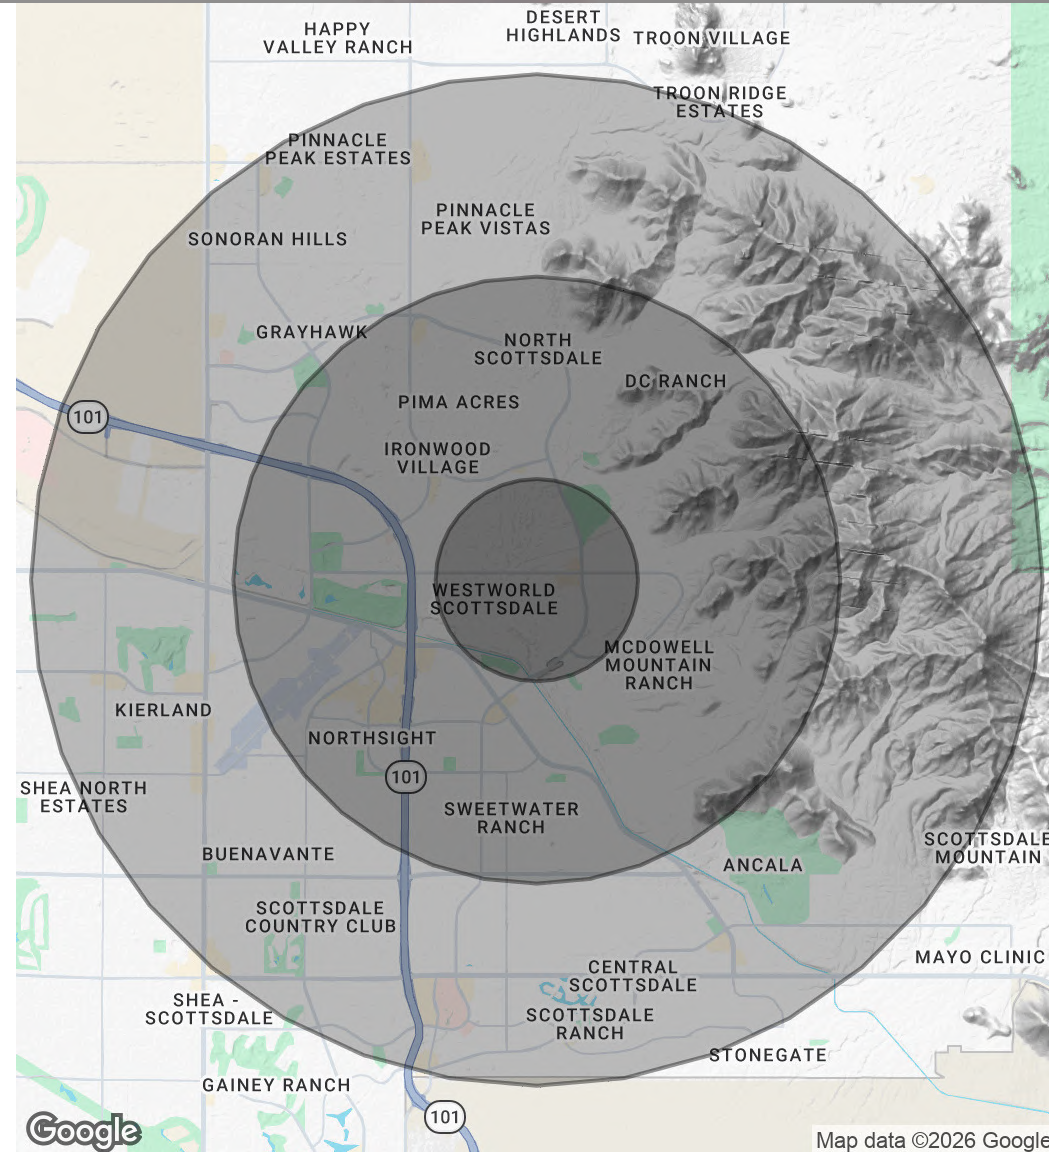 DESERT
HIGHLANDS
HAPPY
VALLEY RANCH
TROON VILLAGE
TROON RIDGE
ESTATES
PINNACLE
PEAK ESTATES
PINNACLE
PEAK VISTAS
SONORAN HILLS
GRAYHAWK
NORTH
SCOTTSDALE
DC RANCH
PIMA ACRES
101
IRONWOOD
VILLAGE
WESTWORLD
SCOTTSDALE
MCDOWELL
MOUNTAIN
RANCH
KIERLAND
NORTHSIGHT
101
SHEA NORTH
ESTATES
SWEETWATER
RANCH
SCOTTSDALE
MOUNTAIN
BUENAVANTE
ANCALA
SCOTTSDALE
COUNTRY CLUB
MAYO CLINIC
CENTRAL
SCOTTSDALE
SHEA -
SCOTTSDALE
SCOTTSDALE
RANCH
STONEGATE
GAINEY RANCH
101
Google
Map data ©2026 Google